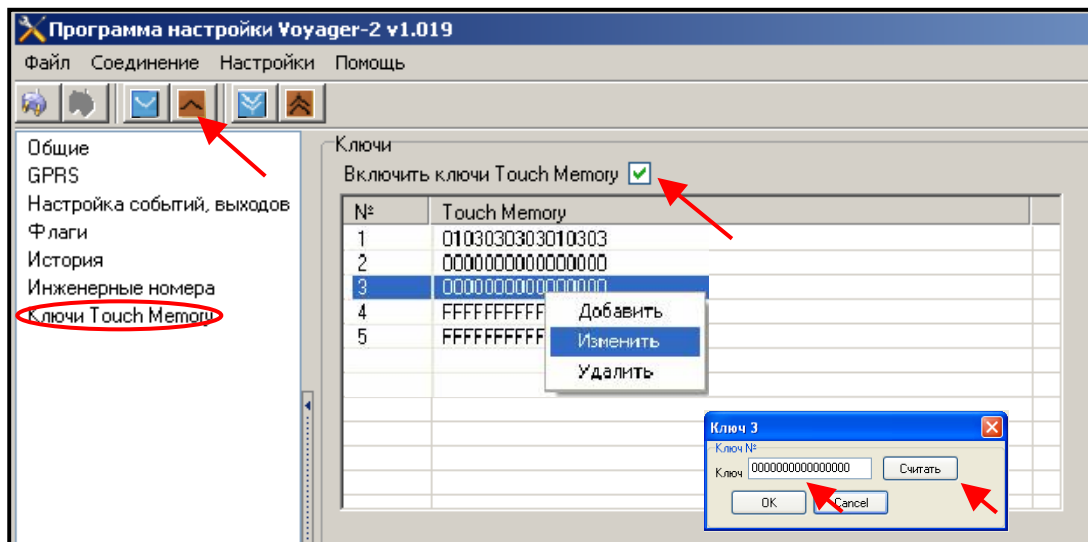 Программа настройки Voyager-2 v1.019
Файл Соединение Настройки Помощь
Общие
GPRS
Настройка событий, выходов
Флаги
История
Инженерные номера
Ключи Touch Memory
Ключи
Включить ключи Touch Memory
№ Touch Memory
1 0103030303010303
2 0000000000000000
3 0000000000000000
4 FFFFFFFFFF
5 FFFFFFFFFF
Добавить
Изменить
Удалить
Ключ 3
Ключ №
Ключ 0000000000000000 Считать
OK Cancel